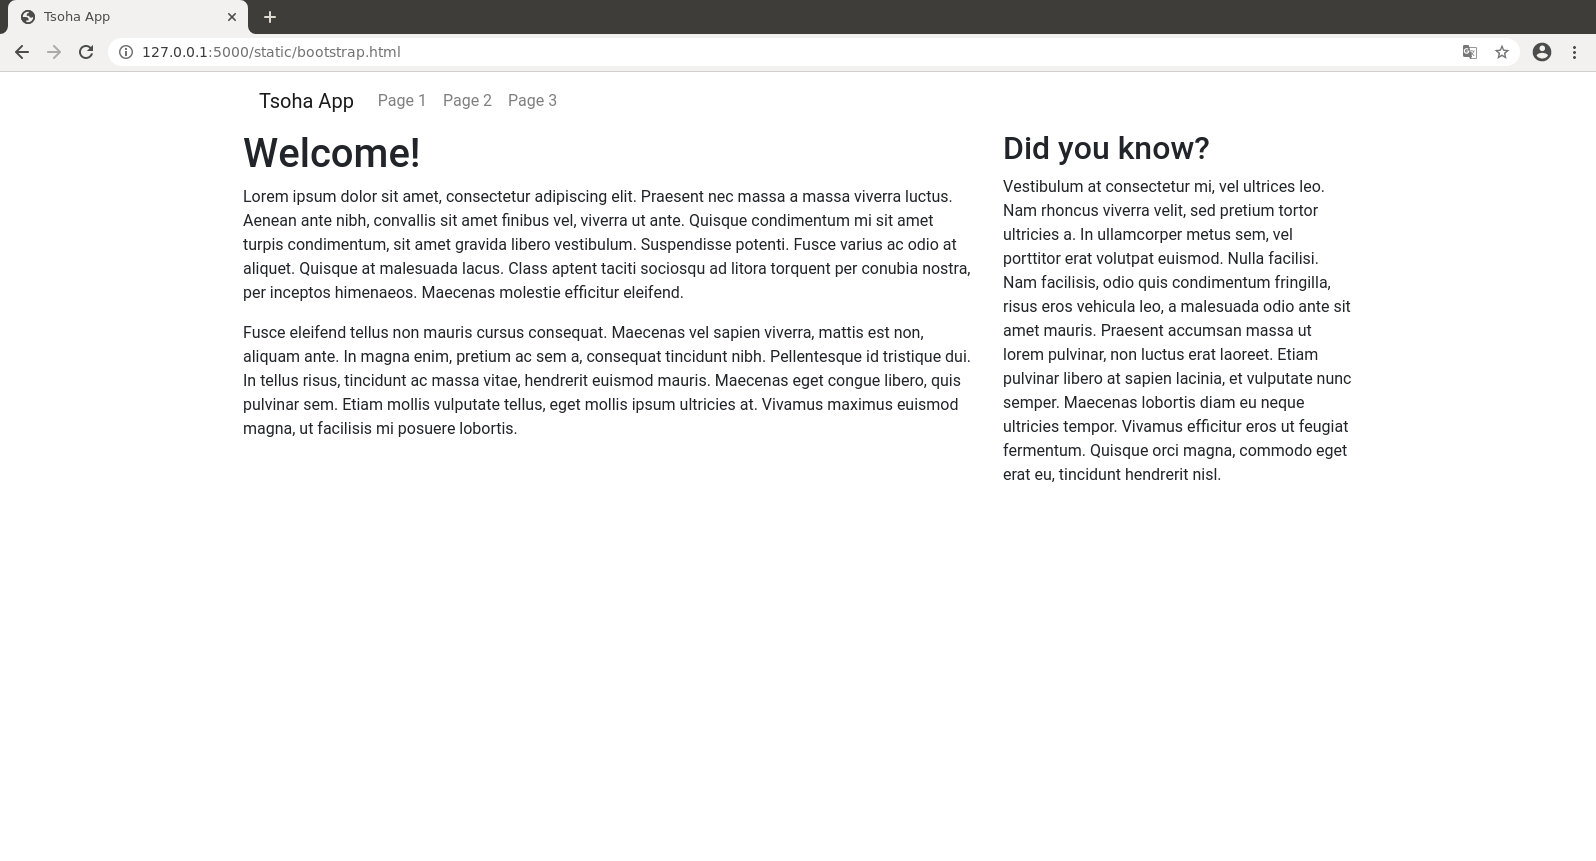 Tsoha App
127.0.0.1:5000/static/bootstrap.html
Tsoha App Page 1 Page 2 Page 3
Welcome!
Lorem ipsum dolor sit amet, consectetur adipiscing elit. Praesent nec massa a massa viverra luctus.
Aenean ante nibh, convallis sit amet finibus vel, viverra ut ante. Quisque condimentum mi sit amet
turpis condimentum, sit amet gravida libero vestibulum. Suspendisse potenti. Fusce varius ac odio at
aliquet. Quisque at malesuada lacus. Class aptent taciti sociosqu ad litora torquent per conubia nostra,
per inceptos himenaeos. Maecenas molestie efficitur eleifend.
Fusce eleifend tellus non mauris cursus consequat. Maecenas vel sapien viverra, mattis est non,
aliquam ante. In magna enim, pretium ac sem a, consequat tincidunt nibh. Pellentesque id tristique dui.
In tellus risus, tincidunt ac massa vitae, hendrerit euismod mauris. Maecenas eget congue libero, quis
pulvinar sem. Etiam mollis vulputate tellus, eget mollis ipsum ultricies at. Vivamus maximus euismod
magna, ut facilisis mi posuere lobortis.
Did you know?
Vestibulum at consectetur mi, vel ultrices leo.
Nam rhoncus viverra velit, sed pretium tortor
ultricies a. In ullamcorper metus sem, vel
porttitor erat volutpat euismod. Nulla facilisi.
Nam facilisis, odio quis condimentum fringilla,
risus eros vehicula leo, a malesuada odio ante sit
amet mauris. Praesent accumsan massa ut
lorem pulvinar, non luctus erat laoreet. Etiam
pulvinar libero at sapien lacinia, et vulputate nunc
semper. Maecenas lobortis diam eu neque
ultricies tempor. Vivamus efficitur eros ut feugiat
fermentum. Quisque orci magna, commodo eget
erat eu, tincidunt hendrerit nisl.